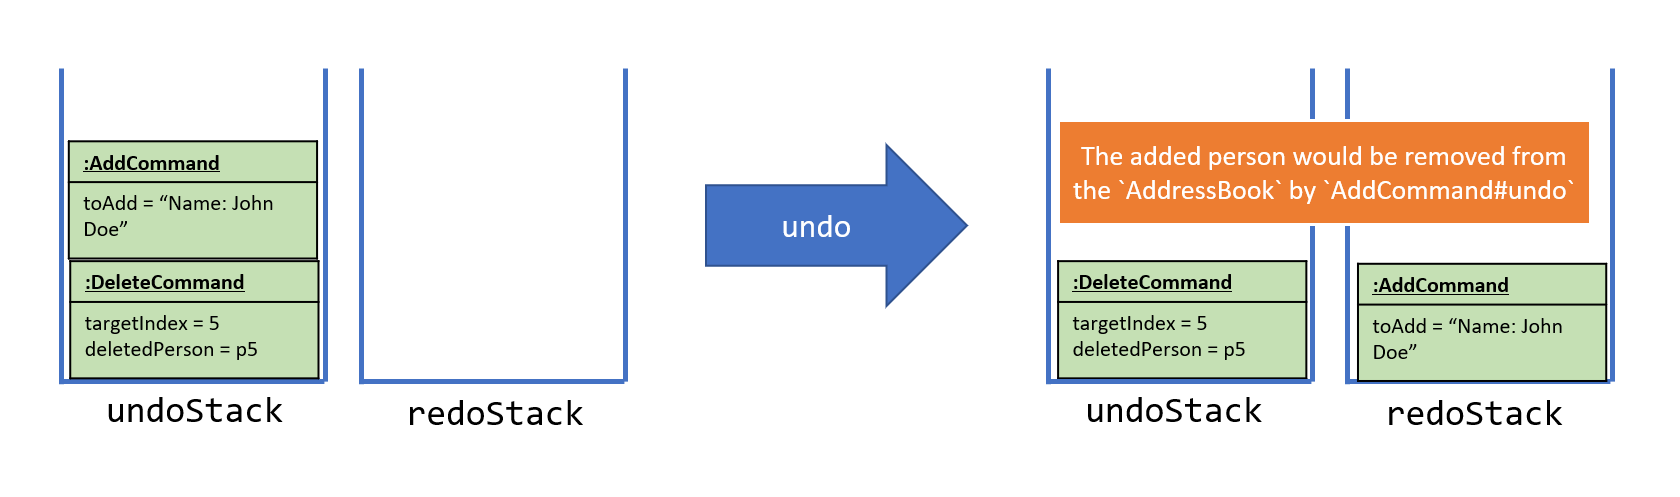 :AddCommand
toAdd = “Name: John
Doe”
:DeleteCommand
targetIndex = 5
deletedPerson = p5
undoStack
redoStack
undo
The added person would be removed from
the `AddressBook` by `AddCommand#undo`
:DeleteCommand
targetIndex = 5
deletedPerson = p5
:AddCommand
toAdd = “Name: John
Doe”
undoStack
redoStack